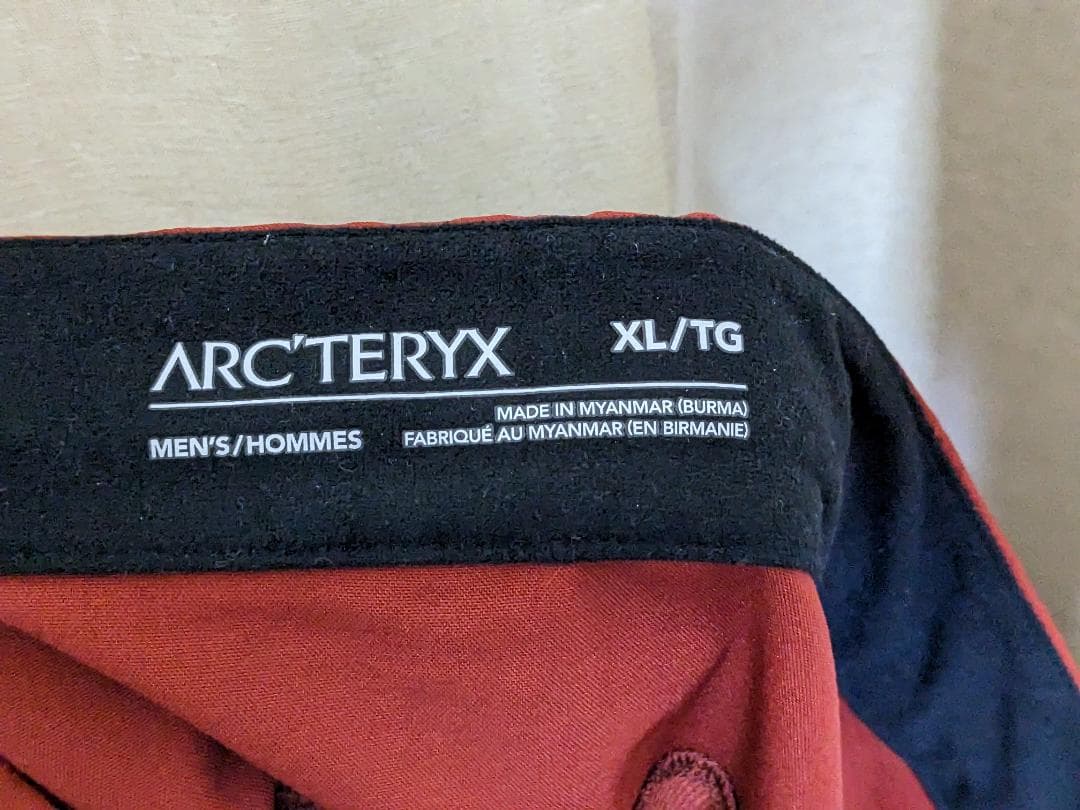 ARC'TERYX XL/TG
MADE IN MYANMAR (BURMA)
MEN'S/HOMMES FABRIQUÉ AU MYANMAR (EN BIRMANIE)